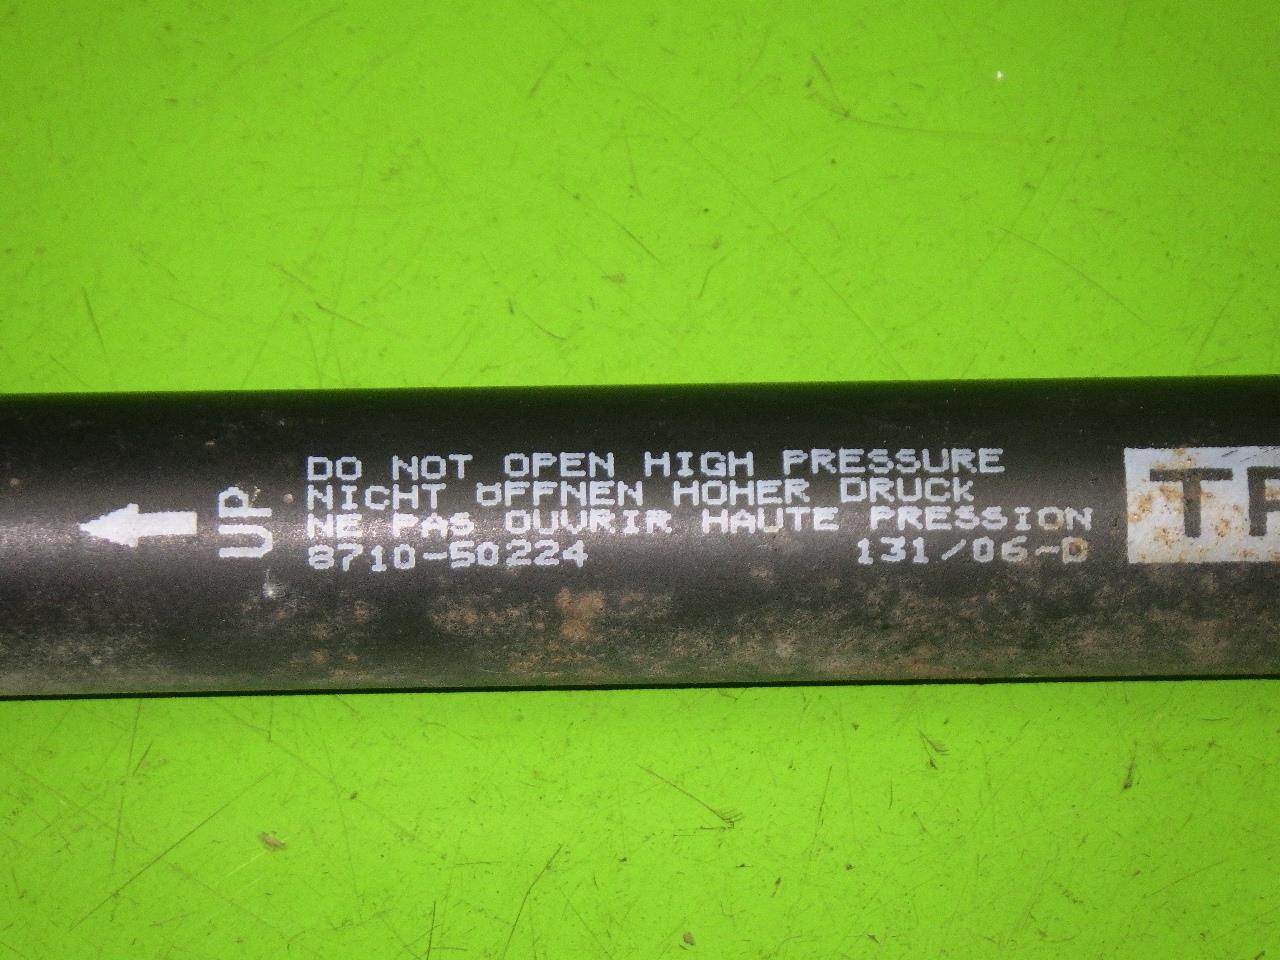 UP
DO NOT OPEN HIGH PRESSURE
NICHT ÖFFNEN HOHER DRUCK
NE PAS OUVRIR HAUTE PRESSION
8710-50224 131/06-D